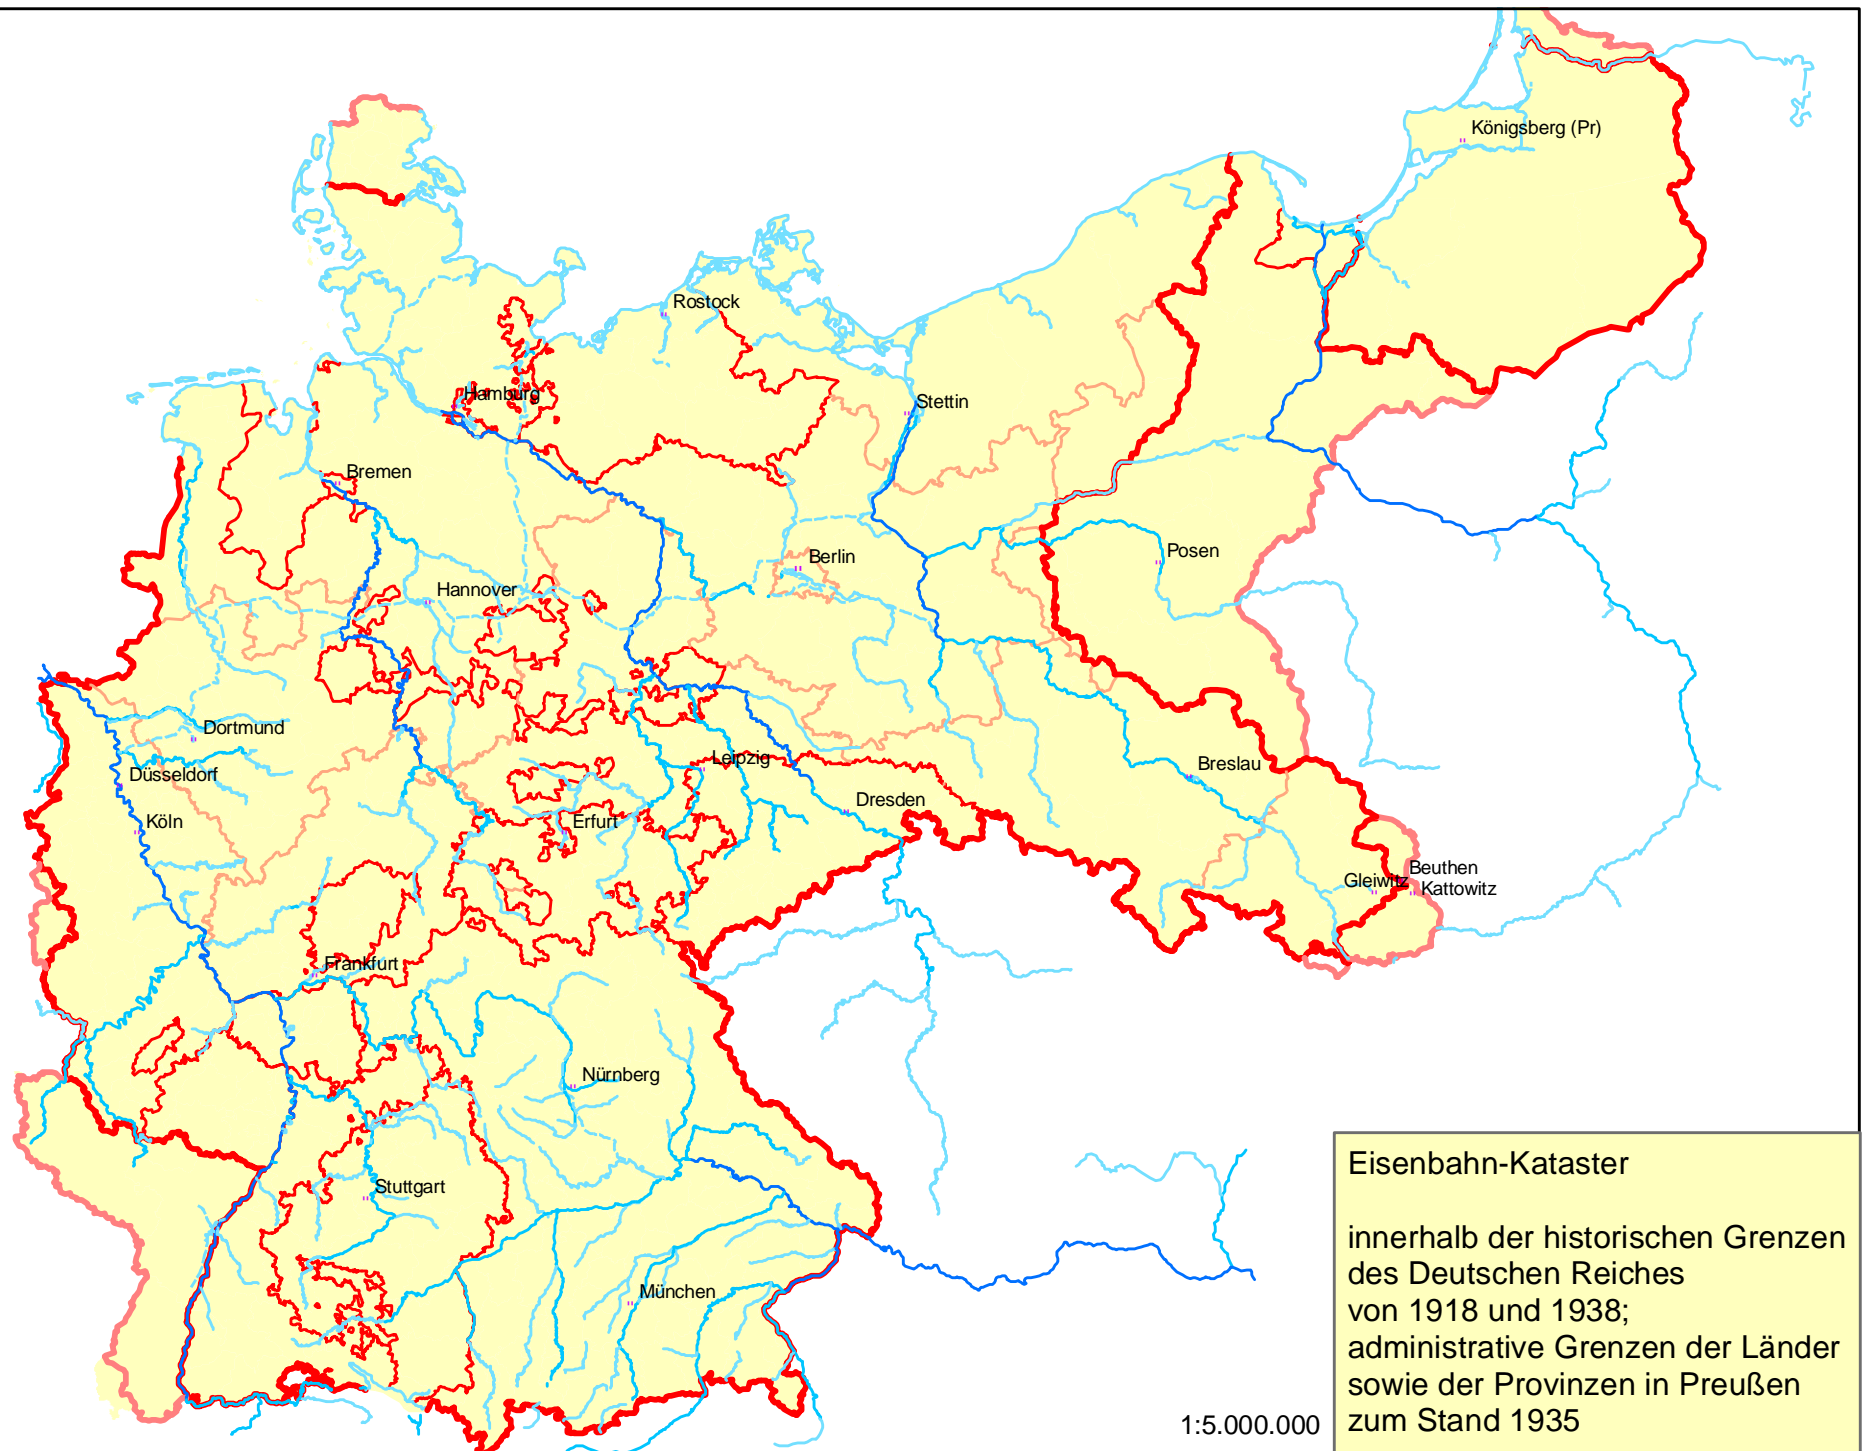 Königsberg (Pr)
Rostock
Hamburg
Stettin
Bremen
Berlin
Posen
Hannover
Dortmund
Leipzig
Breslau
Düsseldorf
Dresden
Köln
Erfurt
Beuthen
Gleiwitz
Kattowitz
Frankfurt
Nürnberg
Stuttgart
München
Eisenbahn-Kataster
innerhalb der historischen Grenzen
des Deutschen Reiches
von 1918 und 1938;
administrative Grenzen der Länder
sowie der Provinzen in Preußen
zum Stand 1935
1:5.000.000